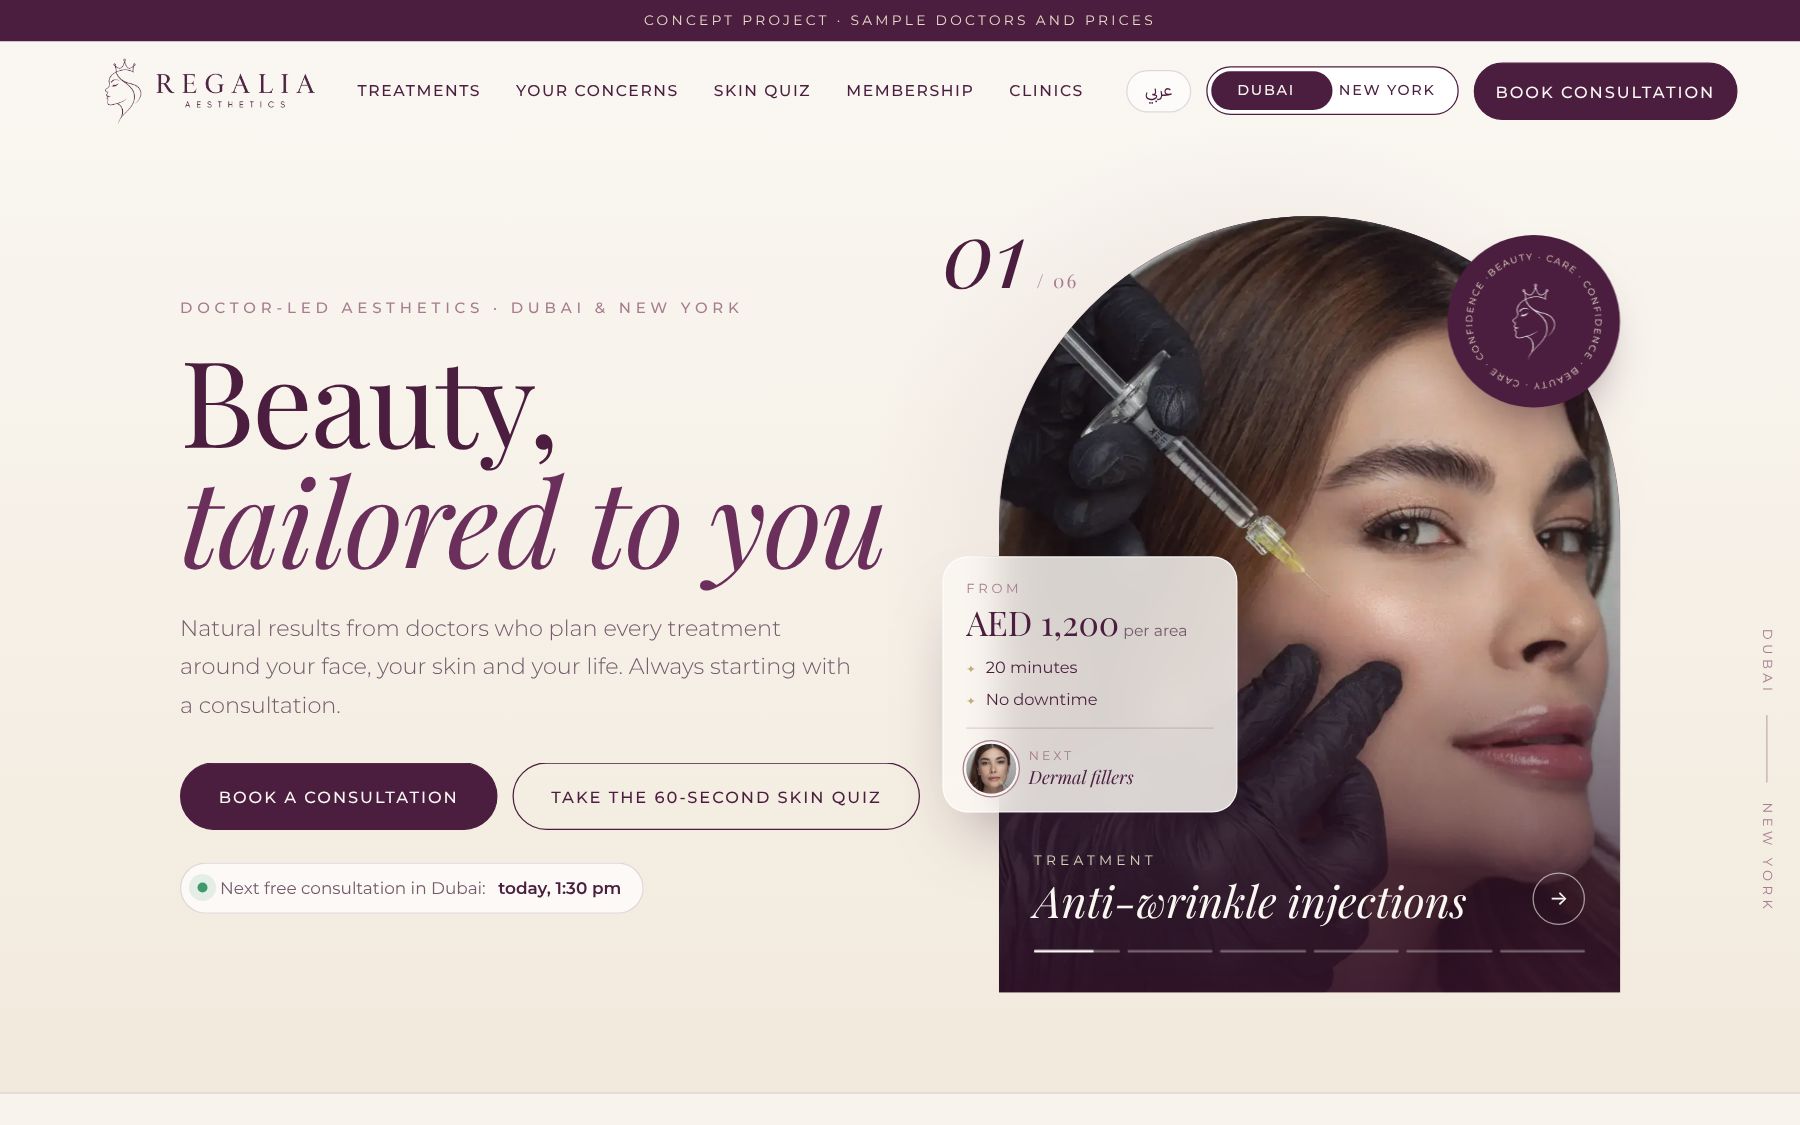 CONCEPT PROJECT · SAMPLE DOCTORS AND PRICES
REGALIA
AESTHETICS
TREATMENTS
YOUR CONCERNS
SKIN QUIZ
MEMBERSHIP
CLINICS
عربي
DUBAI
NEW YORK
BOOK CONSULTATION
DOCTOR-LED AESTHETICS · DUBAI & NEW YORK
Beauty,
tailored to you
Natural results from doctors who plan every treatment
around your face, your skin and your life. Always starting with
a consultation.
BOOK A CONSULTATION
TAKE THE 60-SECOND SKIN QUIZ
Next free consultation in Dubai: today, 1:30 pm
01 / 06
BEAUTY · CARE · CONFIDENCE · BEAUTY · CARE · CONFIDENCE ·
FROM
AED 1,200 per area
20 minutes
No downtime
NEXT
Dermal fillers
TREATMENT
Anti-wrinkle injections
DUBAI
NEW YORK